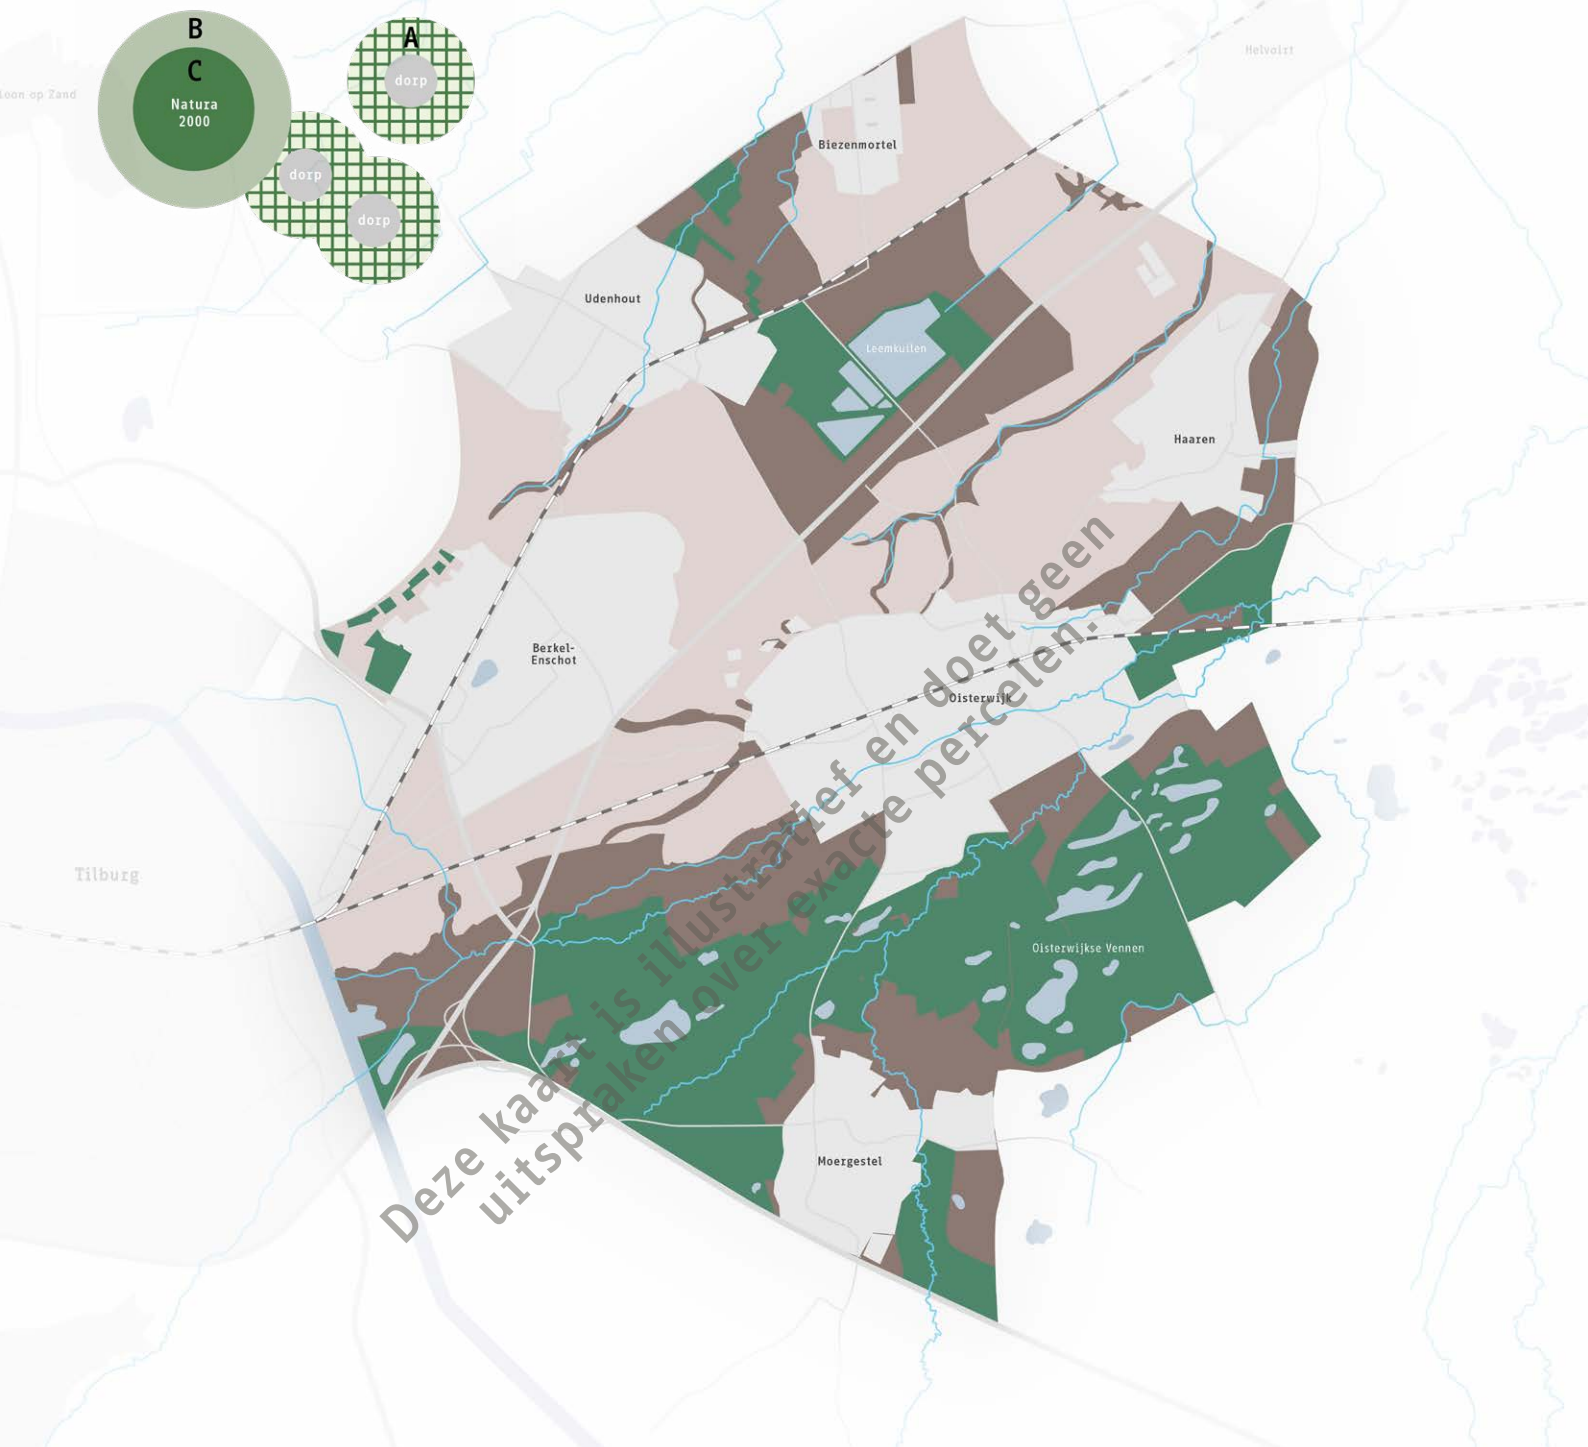 B
A
C
Natura
2000
dorp
dorp
dorp
Loon op Zand
Helvoirt
Biezenmortel
Udenhout
Leemkuilen
Haaren
Berkel-
Enschot
Oisterwijk
Tilburg
Oisterwijkse Vennen
Moergestel
Deze kaart is illustratief en doet geen
uitspraken over exacte percelen.